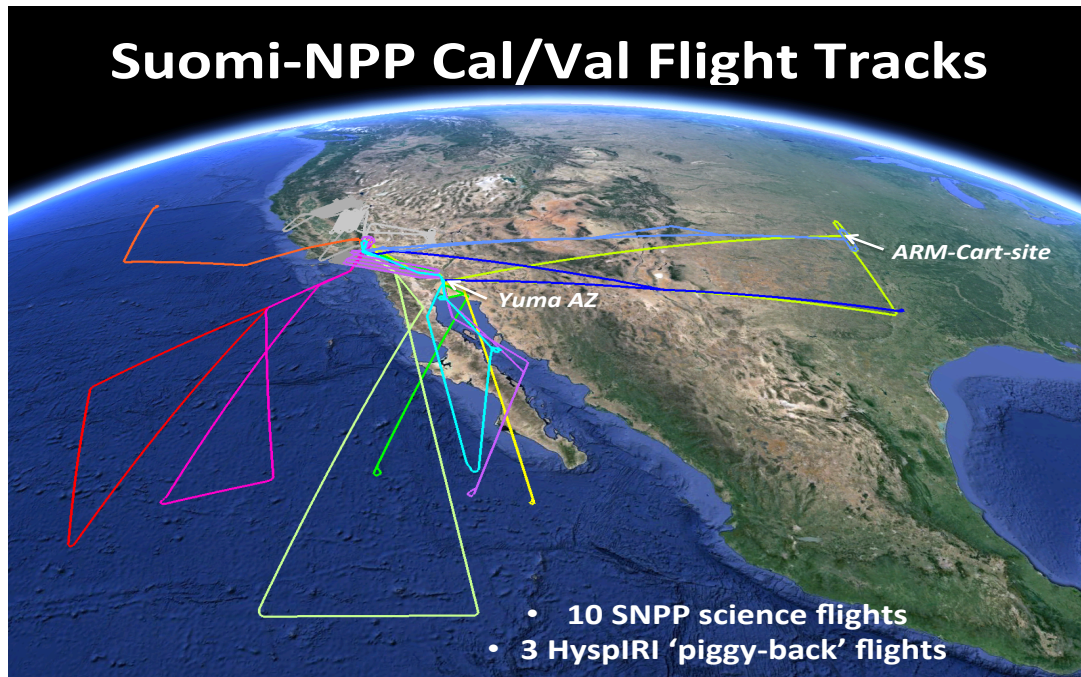 Suomi-NPP Cal/Val Flight Tracks
ARM-Cart-site
Yuma AZ
• 10 SNPP science flights
• 3 HyspIRI ‘piggy-back’ flights